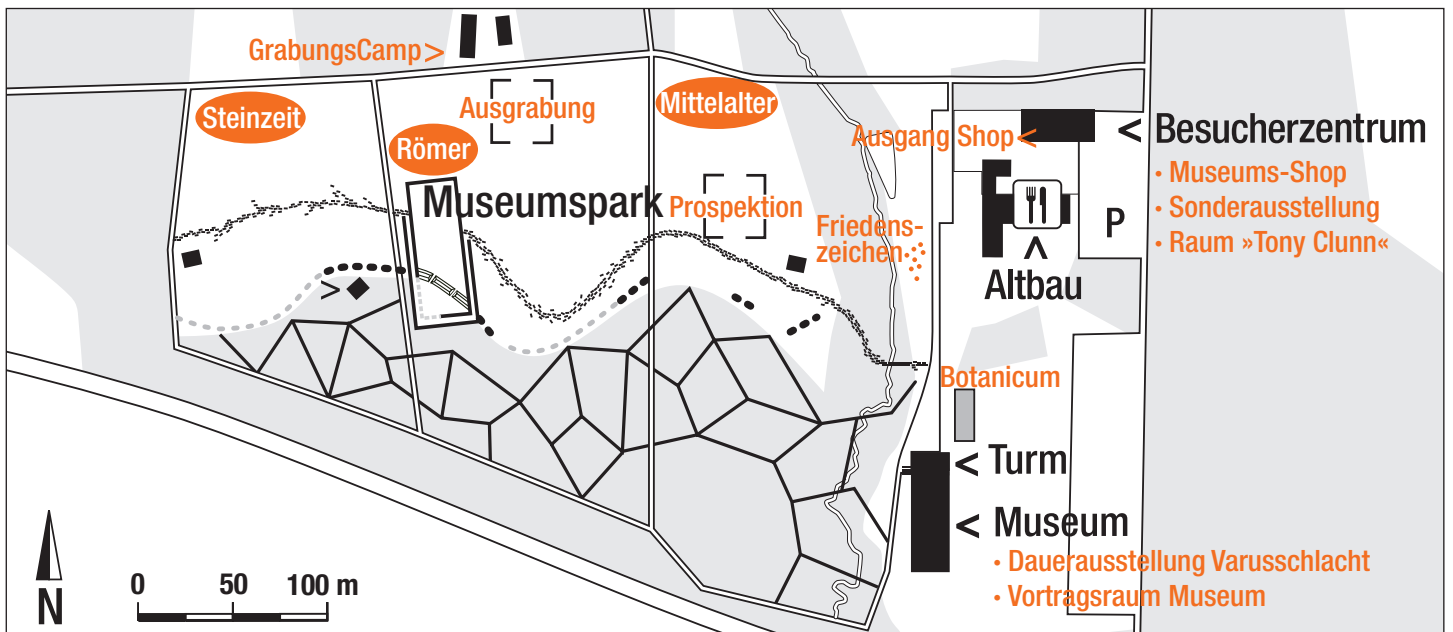 GrabungsCamp >
Steinzeit
Ausgrabung
Mittelalter
Römer
Ausgang Shop <
< Besucherzentrum
• Museums-Shop
• Sonderausstellung
• Raum »Tony Clunn«
Museumspark
Prospektion
Friedens-
zeichen
P
Altbau
Botanicum
< Turm
< Museum
• Dauerausstellung Varusschlacht
• Vortragsraum Museum
N
0 50 100 m